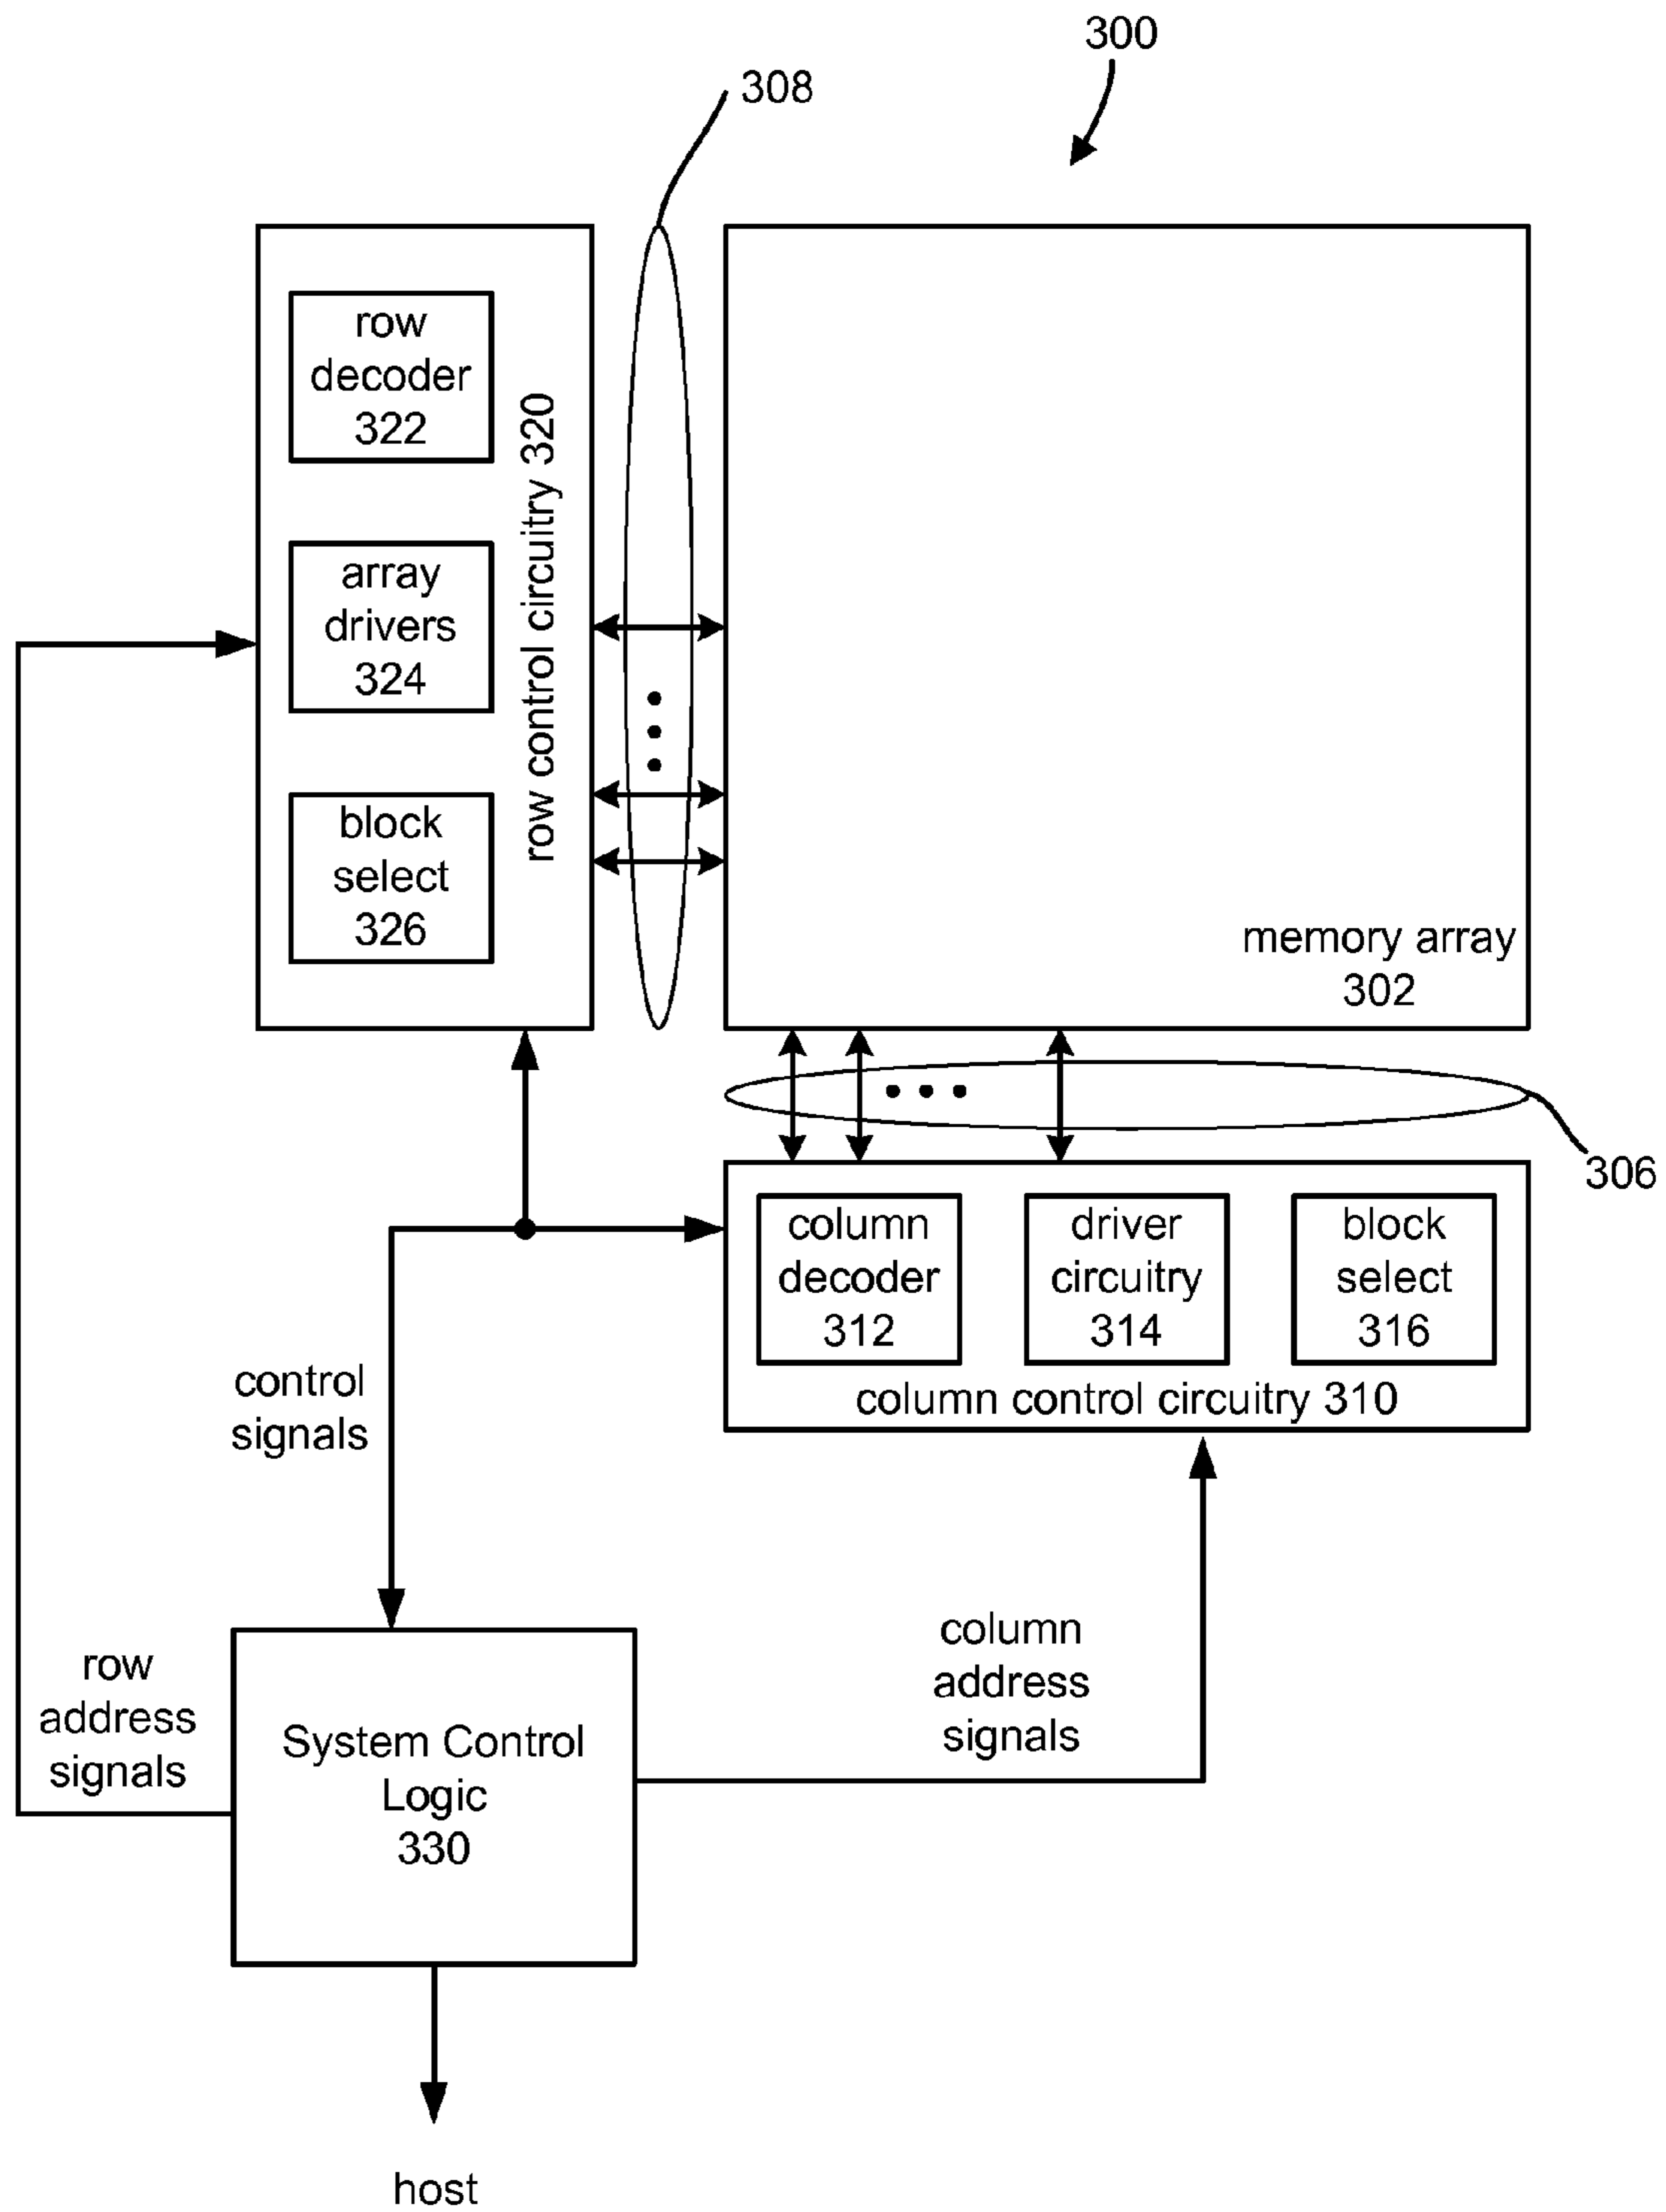 300
308
row
decoder
322
array
drivers
324
block
select
326
row control circuitry 320
memory array
302
306
column
decoder
312
driver
circuitry
314
block
select
316
column control circuitry 310
control
signals
row
address
signals
System Control
Logic
330
column
address
signals
host